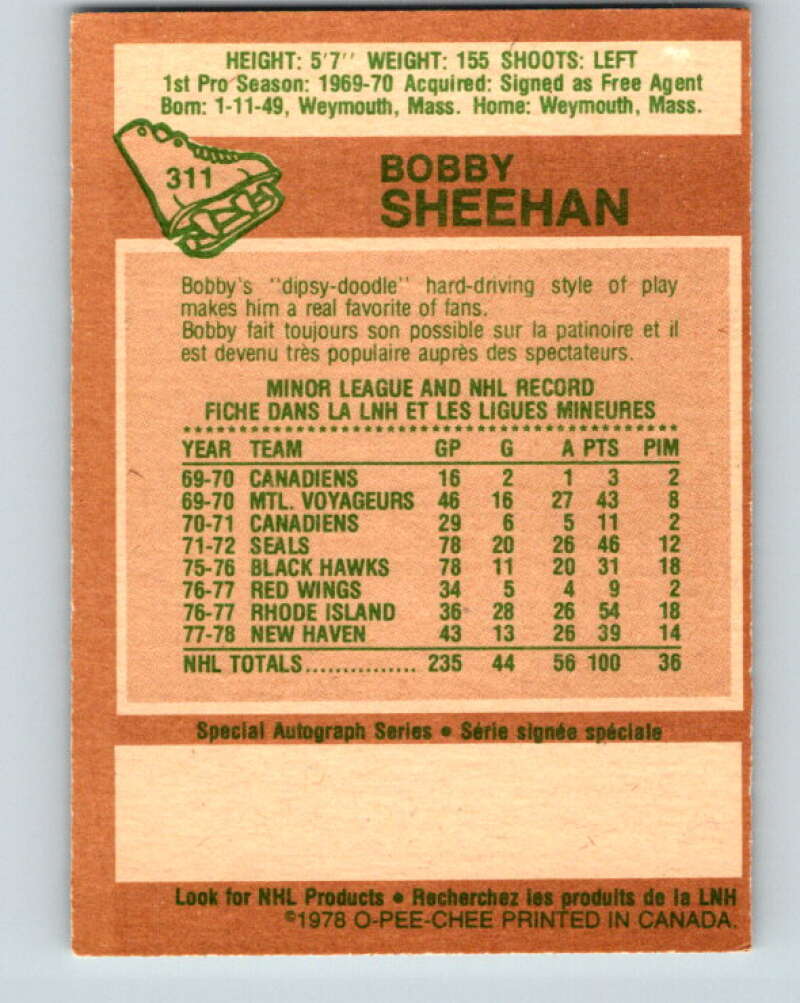 HEIGHT: 5'7'' WEIGHT: 155 SHOOTS: LEFT
1st Pro Season: 1969-70 Acquired: Signed as Free Agent
Born: 1-11-49, Weymouth, Mass. Home: Weymouth, Mass.
311
BOBBY
SHEEHAN
Bobby's "dipsy-doodle" hard-driving style of play
makes him a real favorite of fans.
Bobby fait toujours son possible sur la patinoire et il
est devenu très populaire auprès des spectateurs.
MINOR LEAGUE AND NHL RECORD
FICHE DANS LA LNH ET LES LIGUES MINEURES
YEAR TEAM GP G A PTS PIM
69-70 CANADIENS 16 2 1 3 2
69-70 MTL. VOYAGEURS 46 16 27 43 8
70-71 CANADIENS 29 6 5 11 2
71-72 SEALS 78 20 26 46 12
75-76 BLACK HAWKS 78 11 20 31 18
76-77 RED WINGS 34 5 4 9 2
76-77 RHODE ISLAND 36 28 26 54 18
77-78 NEW HAVEN 43 13 26 39 14
NHL TOTALS............... 235 44 56 100 36
Special Autograph Series • Série signée spéciale
Look for NHL Products • Recherchez les produits de la LNH
©1978 O-PEE-CHEE PRINTED IN CANADA.